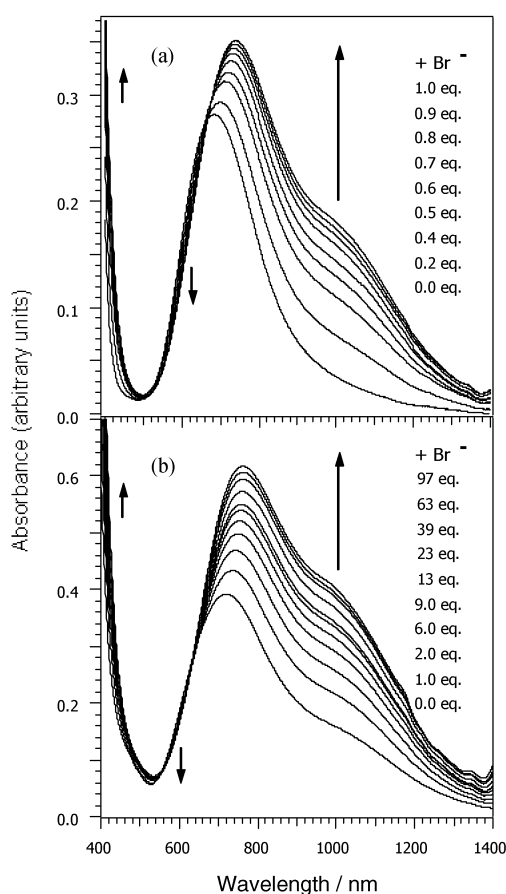 (a)
+ Br -
1.0 eq.
0.9 eq.
0.8 eq.
0.7 eq.
0.6 eq.
0.5 eq.
0.4 eq.
0.2 eq.
0.0 eq.
0.3
0.2
0.1
0.0
(b)
+ Br -
97 eq.
63 eq.
39 eq.
23 eq.
13 eq.
9.0 eq.
6.0 eq.
2.0 eq.
1.0 eq.
0.0 eq.
0.6
0.4
0.2
0.0
Absorbance (arbitrary units)
400 600 800 1000 1200 1400
Wavelength / nm